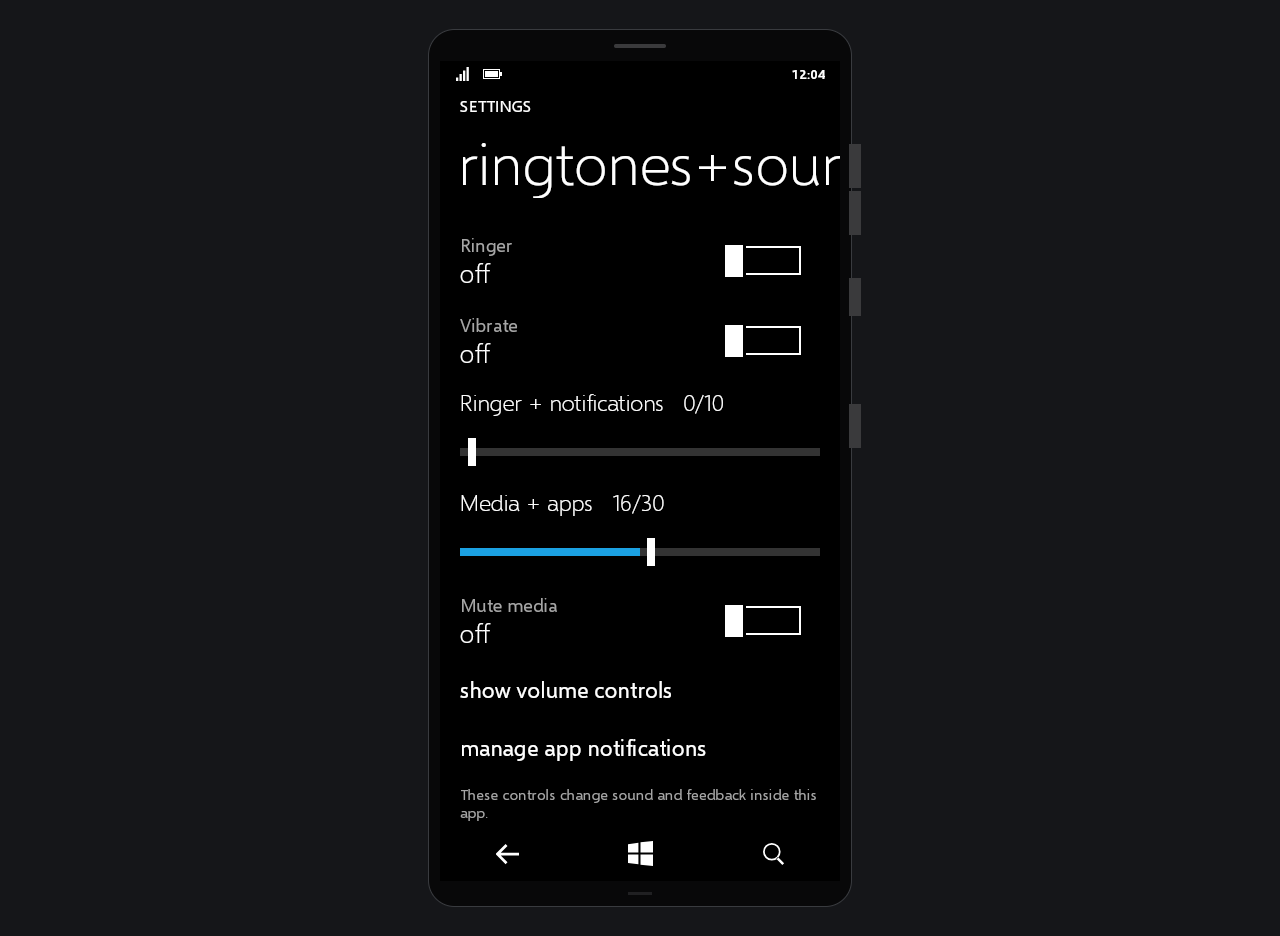 12:04
SETTINGS
ringtones+sour
Ringer
off
Vibrate
off
Ringer + notifications 0/10
Media + apps 16/30
Mute media
off
show volume controls
manage app notifications
These controls change sound and feedback inside this
app.